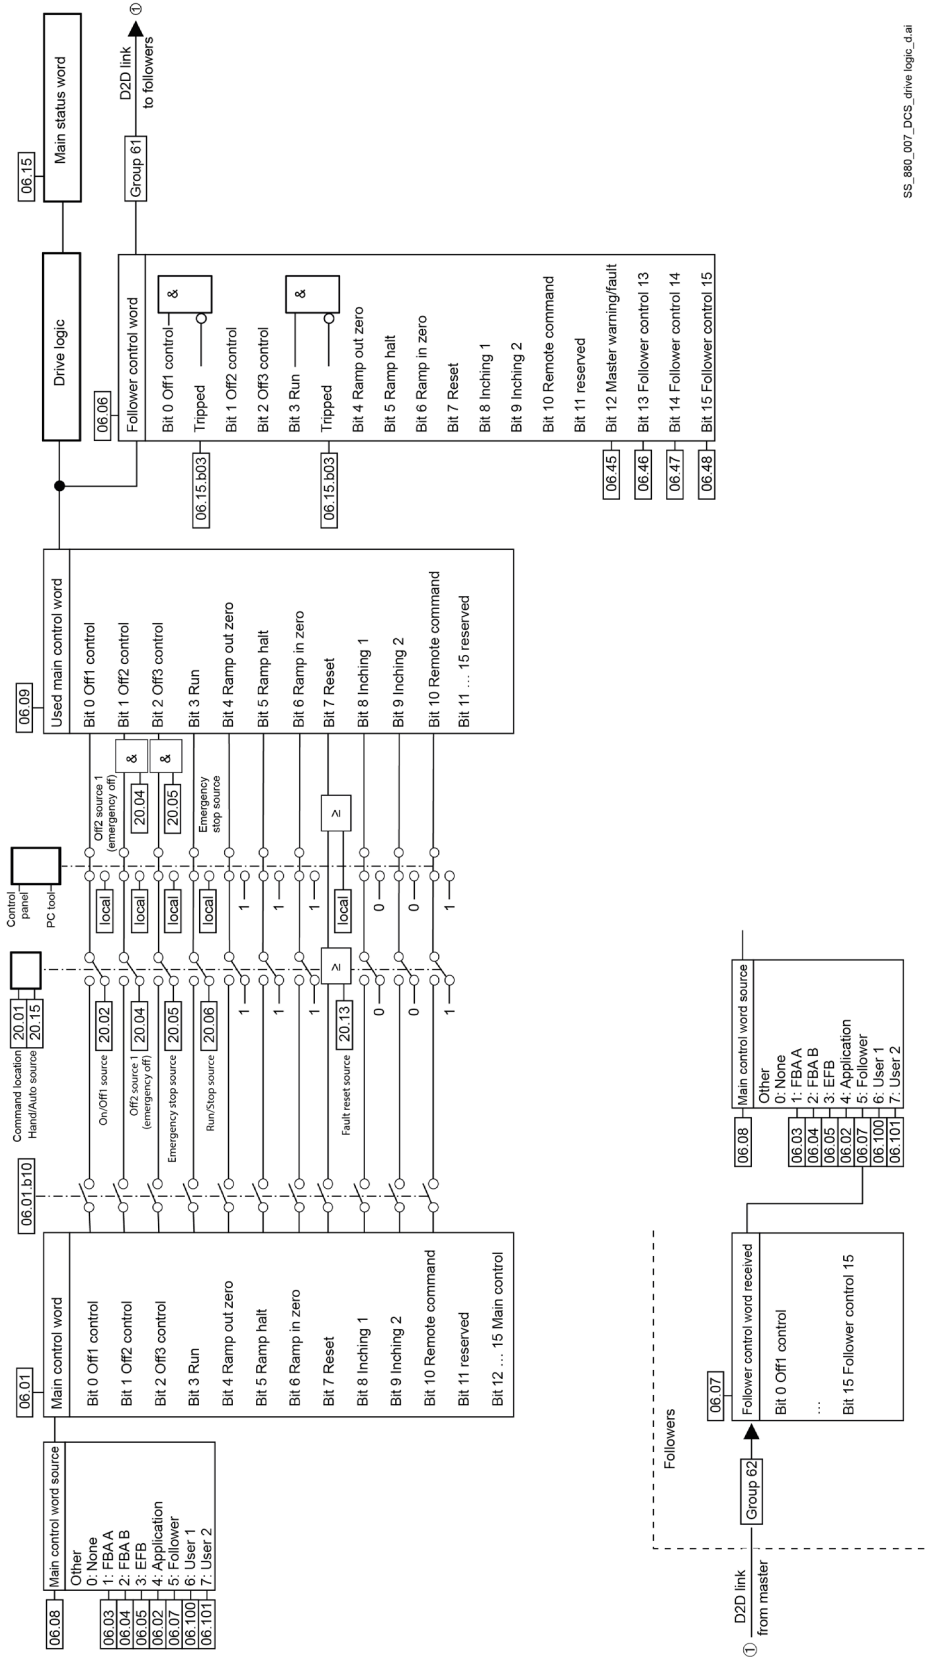 06.08
Main control word source
Other
0: None
06.03 1: FBA A
06.04 2: FBA B
06.05 3: EFB
06.02 4: Application
06.07 5: Follower
06.100 6: User 1
06.101 7: User 2
06.01
Main control word
Bit 0 Off1 control
Bit 1 Off2 control
Bit 2 Off3 control
Bit 3 Run
Bit 4 Ramp out zero
Bit 5 Ramp halt
Bit 6 Ramp in zero
Bit 7 Reset
Bit 8 Inching 1
Bit 9 Inching 2
Bit 10 Remote command
Bit 11 reserved
Bit 12 … 15 Main control
06.01.b10
Command location 20.01
Hand/Auto source 20.15
On/Off1 source 20.02
Off2 source 1
(emergency off)
20.04
Emergency stop source 20.05
Run/Stop source 20.06
1
1
1
Fault reset source 20.13
≥
0
0
1
Control
panel
PC tool
local
local
local
local
1
1
1
local
≥
0
0
1
Off2 source 1
(emergency off)
20.04
&
20.05
&
Emergency
stop source
06.09
Used main control word
Bit 0 Off1 control
Bit 1 Off2 control
Bit 2 Off3 control
Bit 3 Run
Bit 4 Ramp out zero
Bit 5 Ramp halt
Bit 6 Ramp in zero
Bit 7 Reset
Bit 8 Inching 1
Bit 9 Inching 2
Bit 10 Remote command
Bit 11 … 15 reserved
Drive logic
06.15
Main status word
06.06
Follower control word
Bit 0 Off1 control
&
06.15.b03 Tripped
Bit 1 Off2 control
Bit 2 Off3 control
Bit 3 Run
&
06.15.b03 Tripped
Bit 4 Ramp out zero
Bit 5 Ramp halt
Bit 6 Ramp in zero
Bit 7 Reset
Bit 8 Inching 1
Bit 9 Inching 2
Bit 10 Remote command
Bit 11 reserved
06.45 Bit 12 Master warning/fault
06.46 Bit 13 Follower control 13
06.47 Bit 14 Follower control 14
06.48 Bit 15 Follower control 15
Group 61
D2D link
to followers
①
Followers
①
D2D link
from master
Group 62
06.07
Follower control word received
Bit 0 Off1 control
…
Bit 15 Follower control 15
06.08
Main control word source
Other
0: None
06.03 1: FBA A
06.04 2: FBA B
06.05 3: EFB
06.02 4: Application
06.07 5: Follower
06.100 6: User 1
06.101 7: User 2
SS_880_007_DCS_drive logic_d.ai